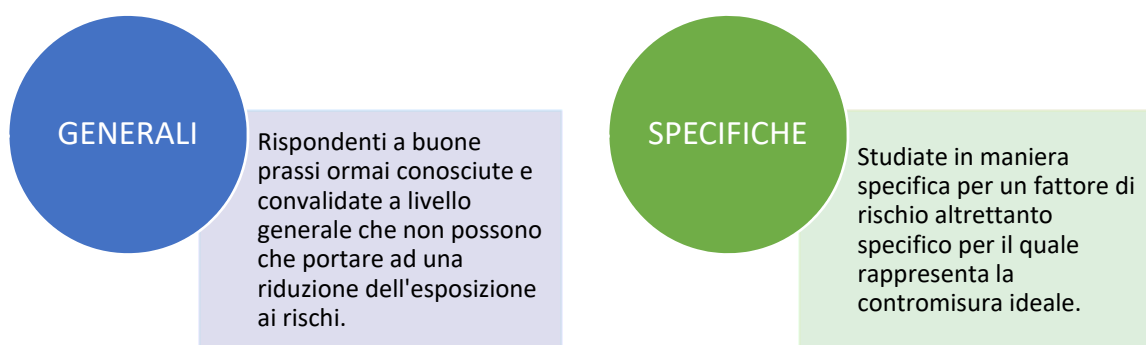 GENERALI
Rispondenti a buone
prassi ormai conosciute e
convalidate a livello
generale che non possono
che portare ad una
riduzione dell'esposizione
ai rischi.
SPECIFICHE
Studiate in maniera
specifica per un fattore di
rischio altrettanto
specifico per il quale
rappresenta la
contromisura ideale.